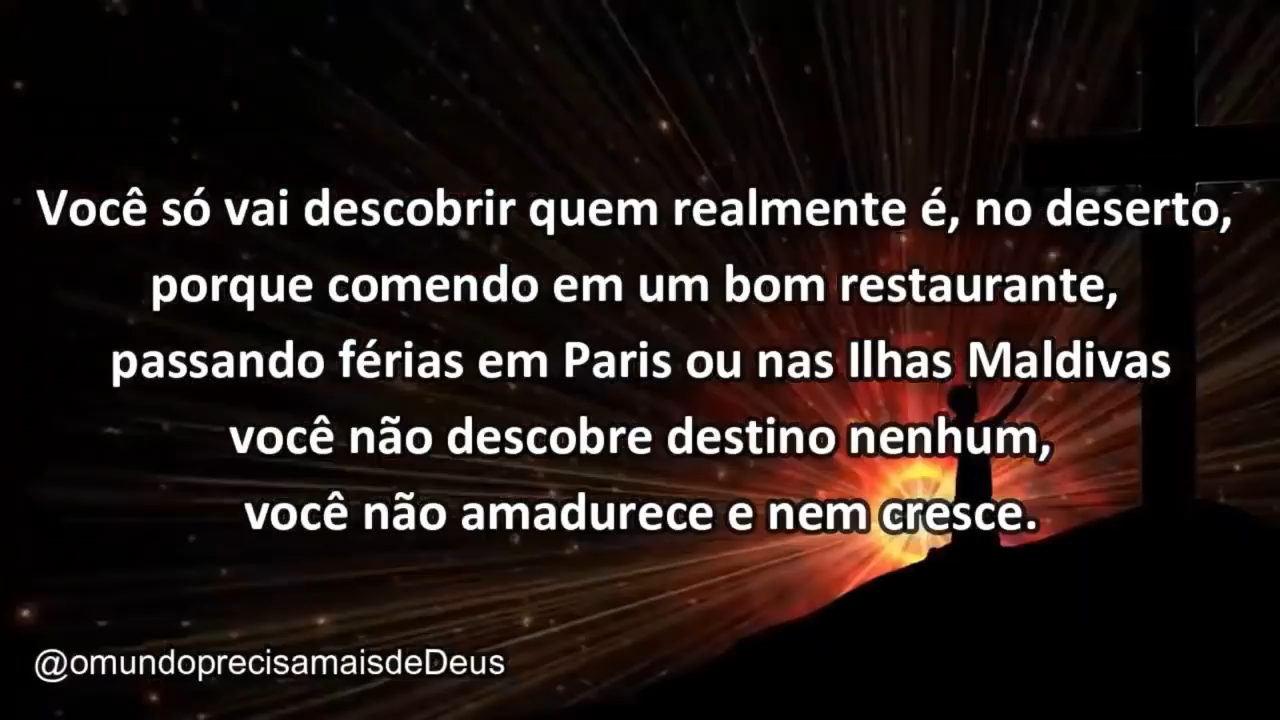 Você só vai descobrir quem realmente é, no deserto,
porque comendo em um bom restaurante,
passando férias em Paris ou nas Ilhas Maldivas
você não descobre destino nenhum,
você não amadurece e nem cresce.
@omundoprecisamaisdeDeus